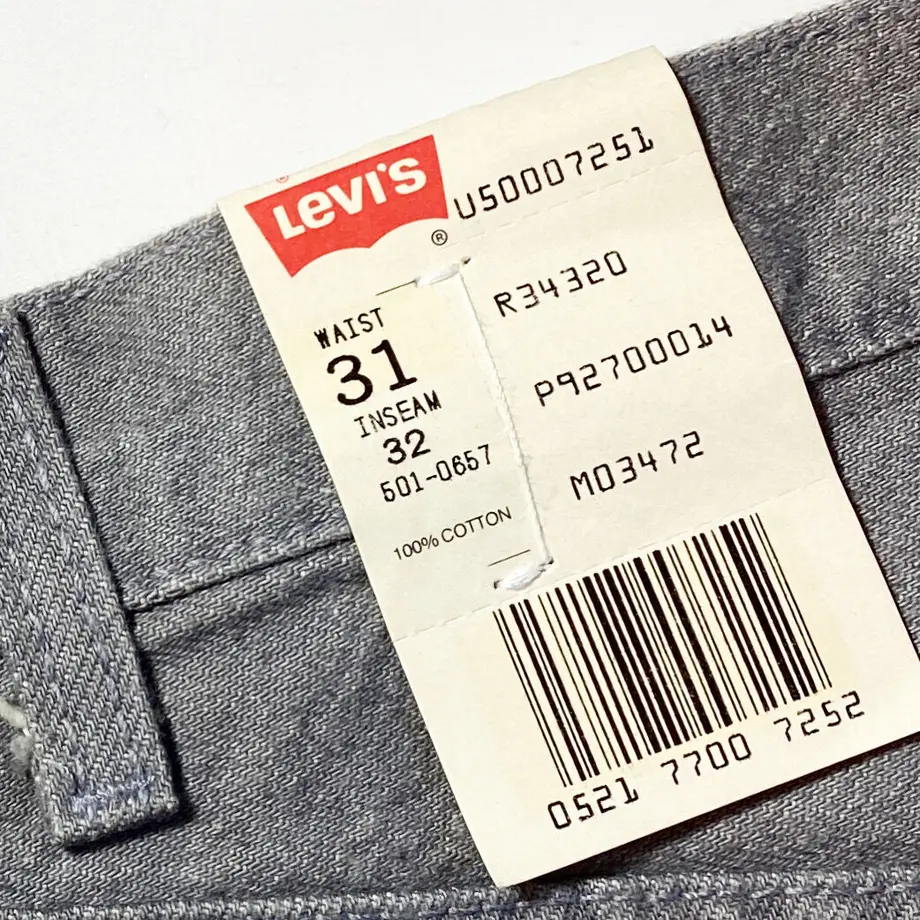 Levi's
®
U50007251
R34320
P92700014
M03472
WAIST
31
INSEAM
32
501-0657
100% COTTON
0521 7700 7252